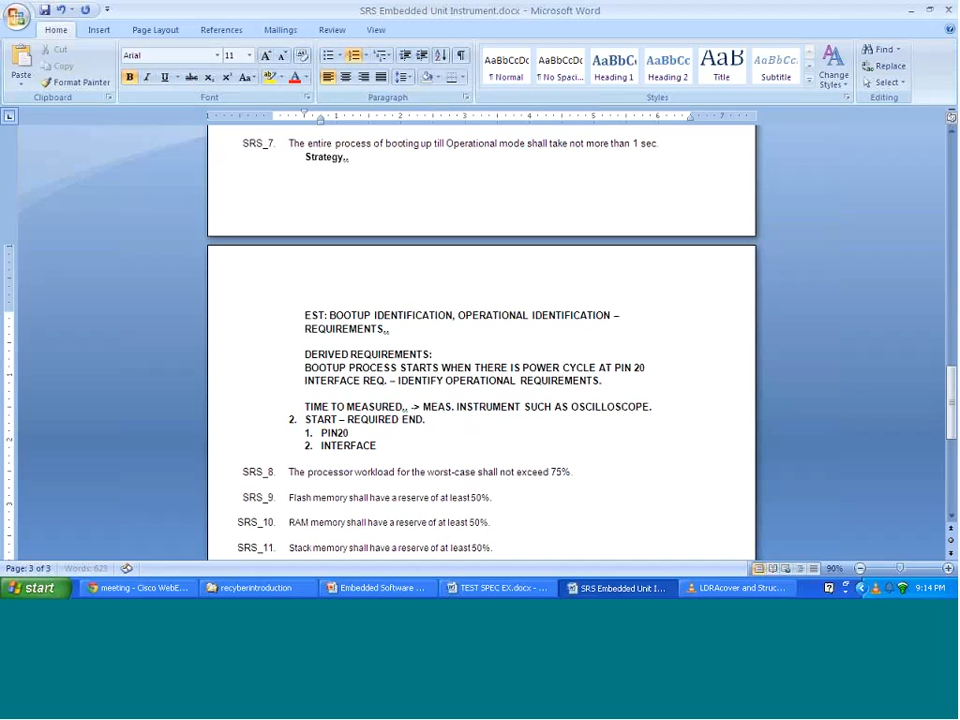 SRS Embedded Unit Instrument.docx - Microsoft Word
Home Insert Page Layout References Mailings Review View
Paste
Cut
Copy
Format Painter
Clipboard
Arial 11
Font
Paragraph
AaBbCcDc AaBbCcDc AaBbC AaBbCc AaBb AaBbCc.
¶ Normal ¶ No Spaci... Heading 1 Heading 2 Title Subtitle
Change Styles
Styles
Find
Replace
Select
Editing
SRS_7. The entire process of booting up till Operational mode shall take not more than 1 sec.
Strategy,,
EST: BOOTUP IDENTIFICATION, OPERATIONAL IDENTIFICATION –
REQUIREMENTS,,
DERIVED REQUIREMENTS:
BOOTUP PROCESS STARTS WHEN THERE IS POWER CYCLE AT PIN 20
INTERFACE REQ. – IDENTIFY OPERATIONAL REQUIREMENTS.
TIME TO MEASURED,, -> MEAS. INSTRUMENT SUCH AS OSCILLOSCOPE.
2. START – REQUIRED END.
1. PIN20
2. INTERFACE
SRS_8. The processor workload for the worst-case shall not exceed 75%.
SRS_9. Flash memory shall have a reserve of at least 50%.
SRS_10. RAM memory shall have a reserve of at least 50%.
SRS_11. Stack memory shall have a reserve of at least 50%.
Page: 3 of 3 Words: 623 90%
start meeting - Cisco WebE... recyberintroduction Embedded Software ... TEST SPEC EX.docx - ... SRS Embedded Unit I... LDRAcover and Struc... 9:14 PM